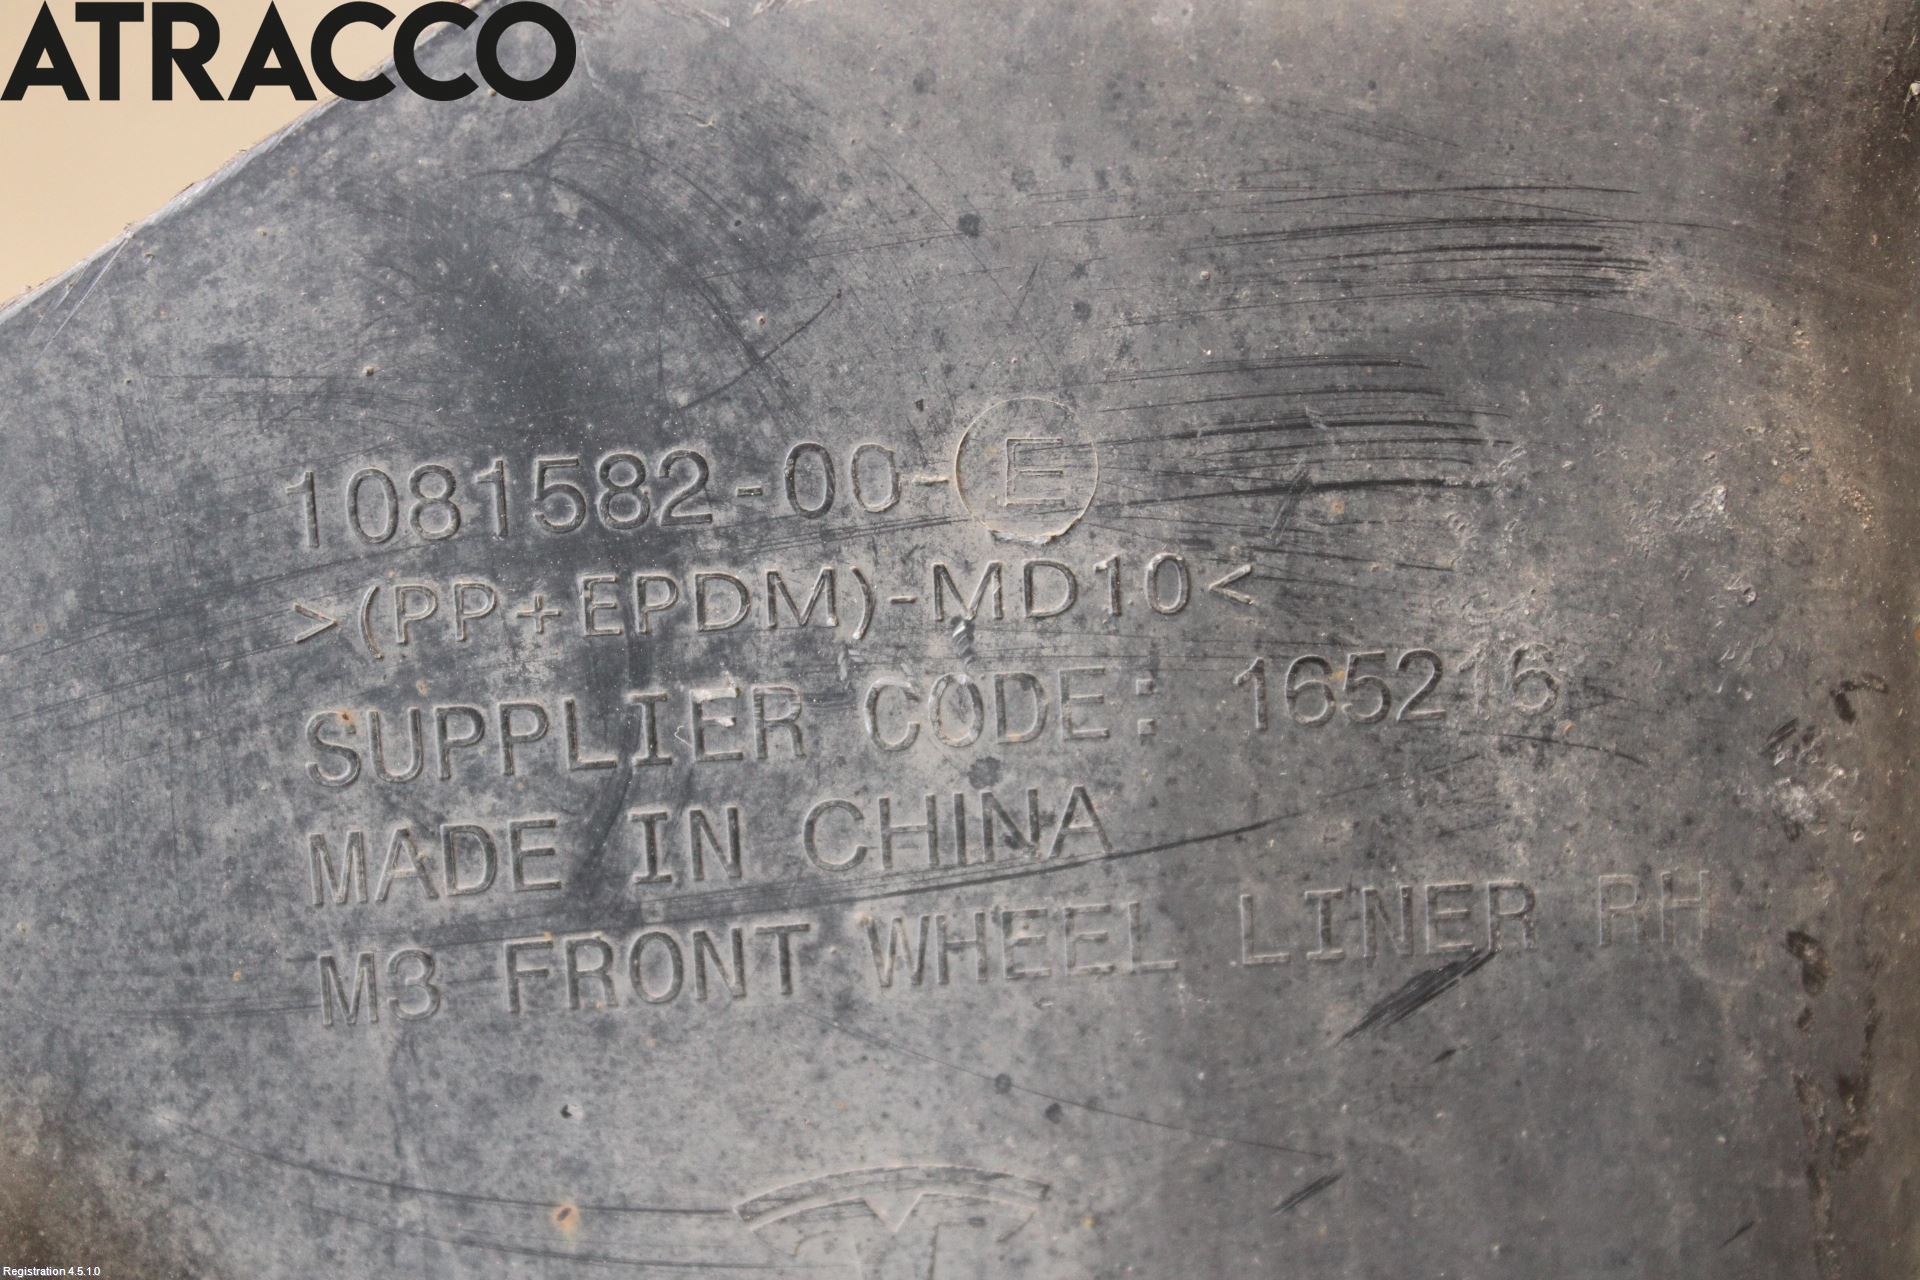 ATRACCO
1081582-00-E
>(PP+EPDM)-MD10<
SUPPLIER CODE: 165216
MADE IN CHINA
M3 FRONT WHEEL LINER RH
Registration 4.5.1.0